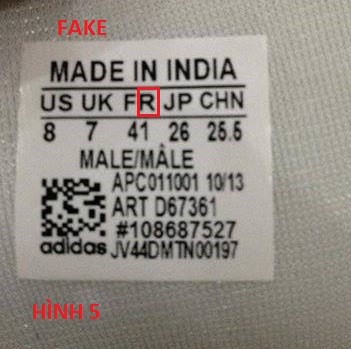 FAKE
MADE IN INDIA
US UK FR JP CHN
8 7 41 26 25.5
MALE/MÂLE
APC011001 10/13
ART D67361
#108687527
adidas JV44DMTN00197
HÌNH 5